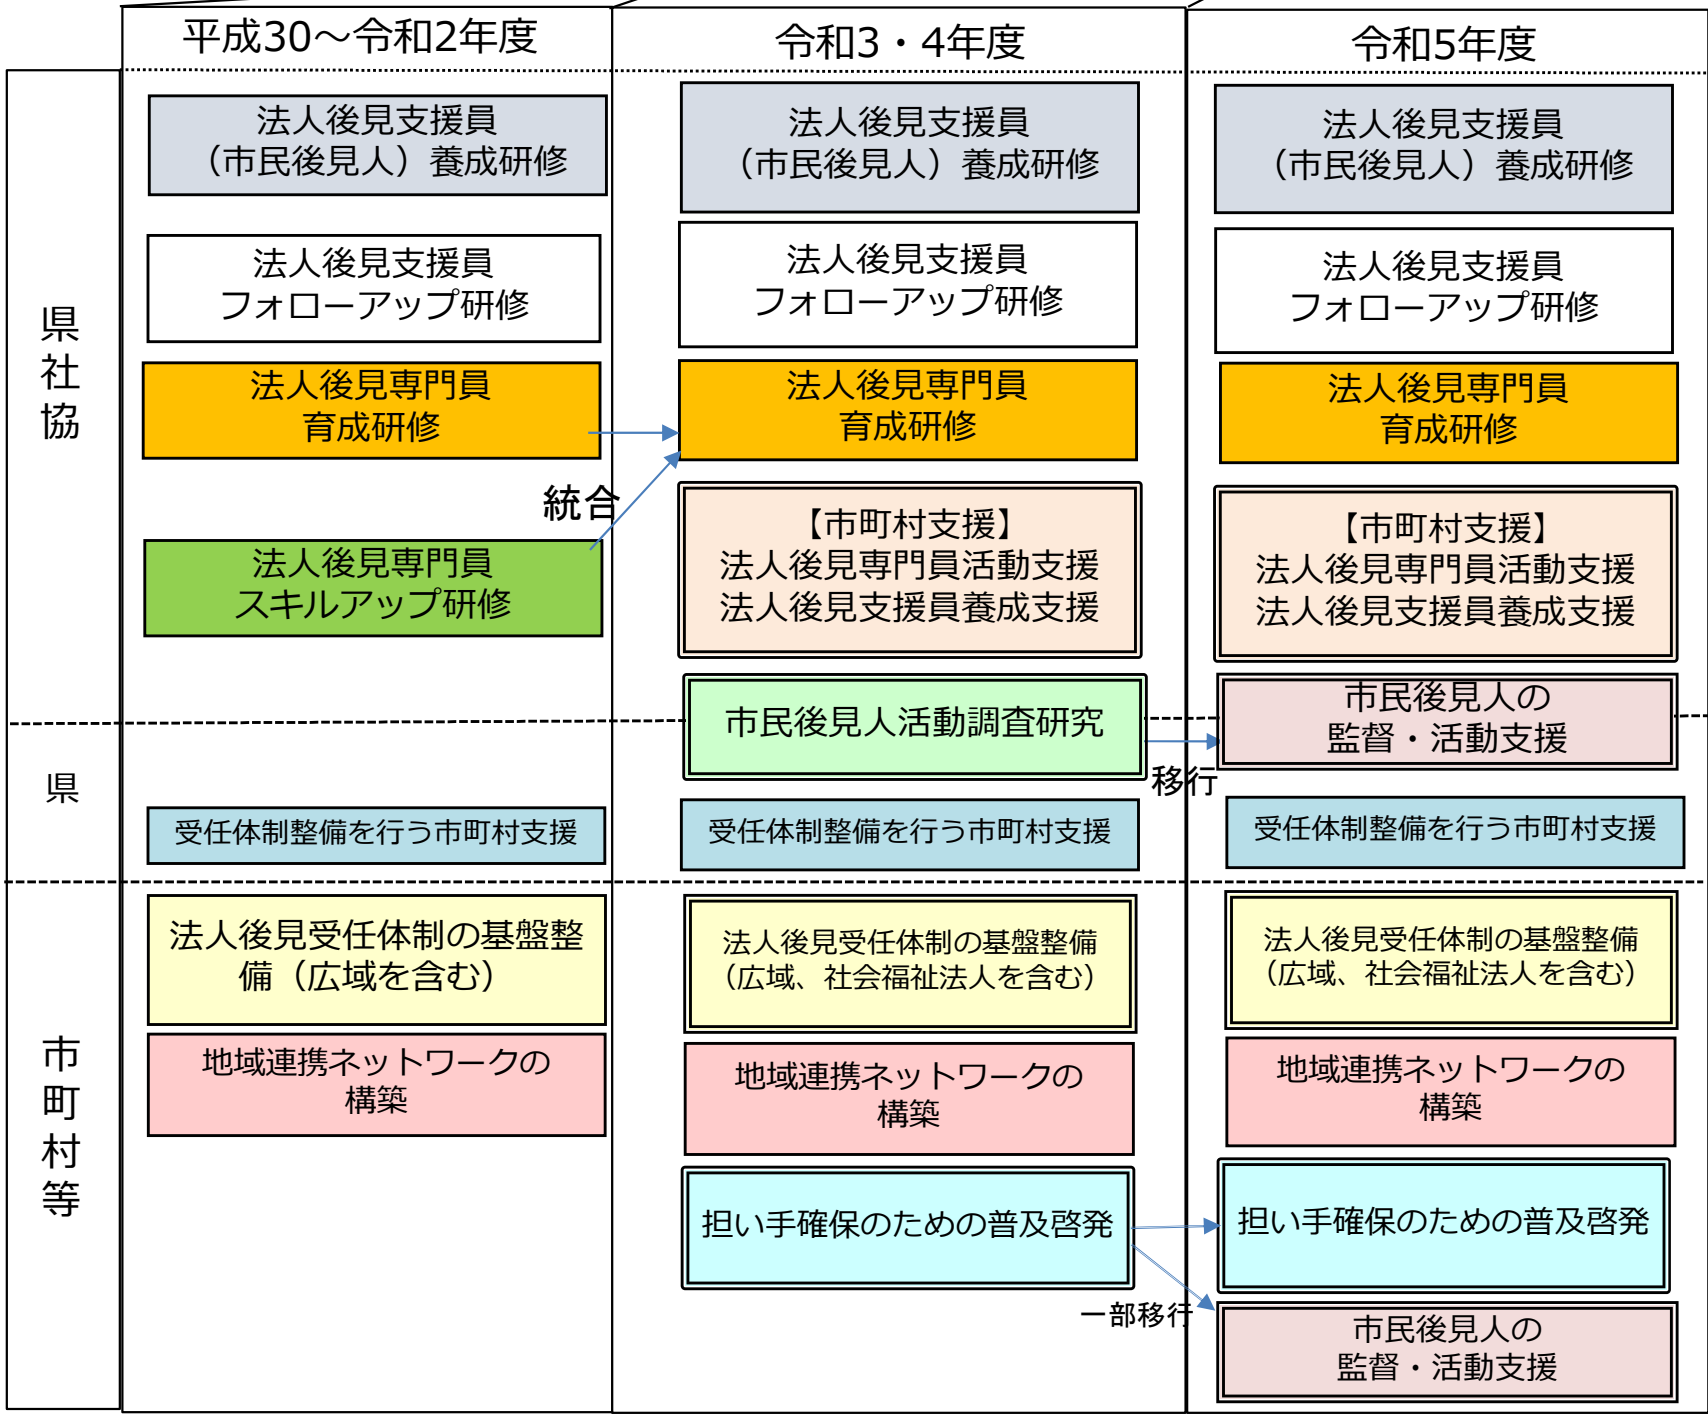 平成30～令和2年度
令和3・4年度
令和5年度
県社協
法人後見支援員
（市民後見人）養成研修
法人後見支援員
（市民後見人）養成研修
法人後見支援員
（市民後見人）養成研修
法人後見支援員
フォローアップ研修
法人後見支援員
フォローアップ研修
法人後見支援員
フォローアップ研修
法人後見専門員
育成研修
法人後見専門員
育成研修
法人後見専門員
育成研修
統合
法人後見専門員
スキルアップ研修
【市町村支援】
法人後見専門員活動支援
法人後見支援員養成支援
【市町村支援】
法人後見専門員活動支援
法人後見支援員養成支援
市民後見人活動調査研究
移行
市民後見人の
監督・活動支援
県
受任体制整備を行う市町村支援
受任体制整備を行う市町村支援
受任体制整備を行う市町村支援
市町村等
法人後見受任体制の基盤整
備（広域を含む）
法人後見受任体制の基盤整備
（広域、社会福祉法人を含む）
法人後見受任体制の基盤整備
（広域、社会福祉法人を含む）
地域連携ネットワークの
構築
地域連携ネットワークの
構築
地域連携ネットワークの
構築
担い手確保のための普及啓発
担い手確保のための普及啓発
一部移行
市民後見人の
監督・活動支援